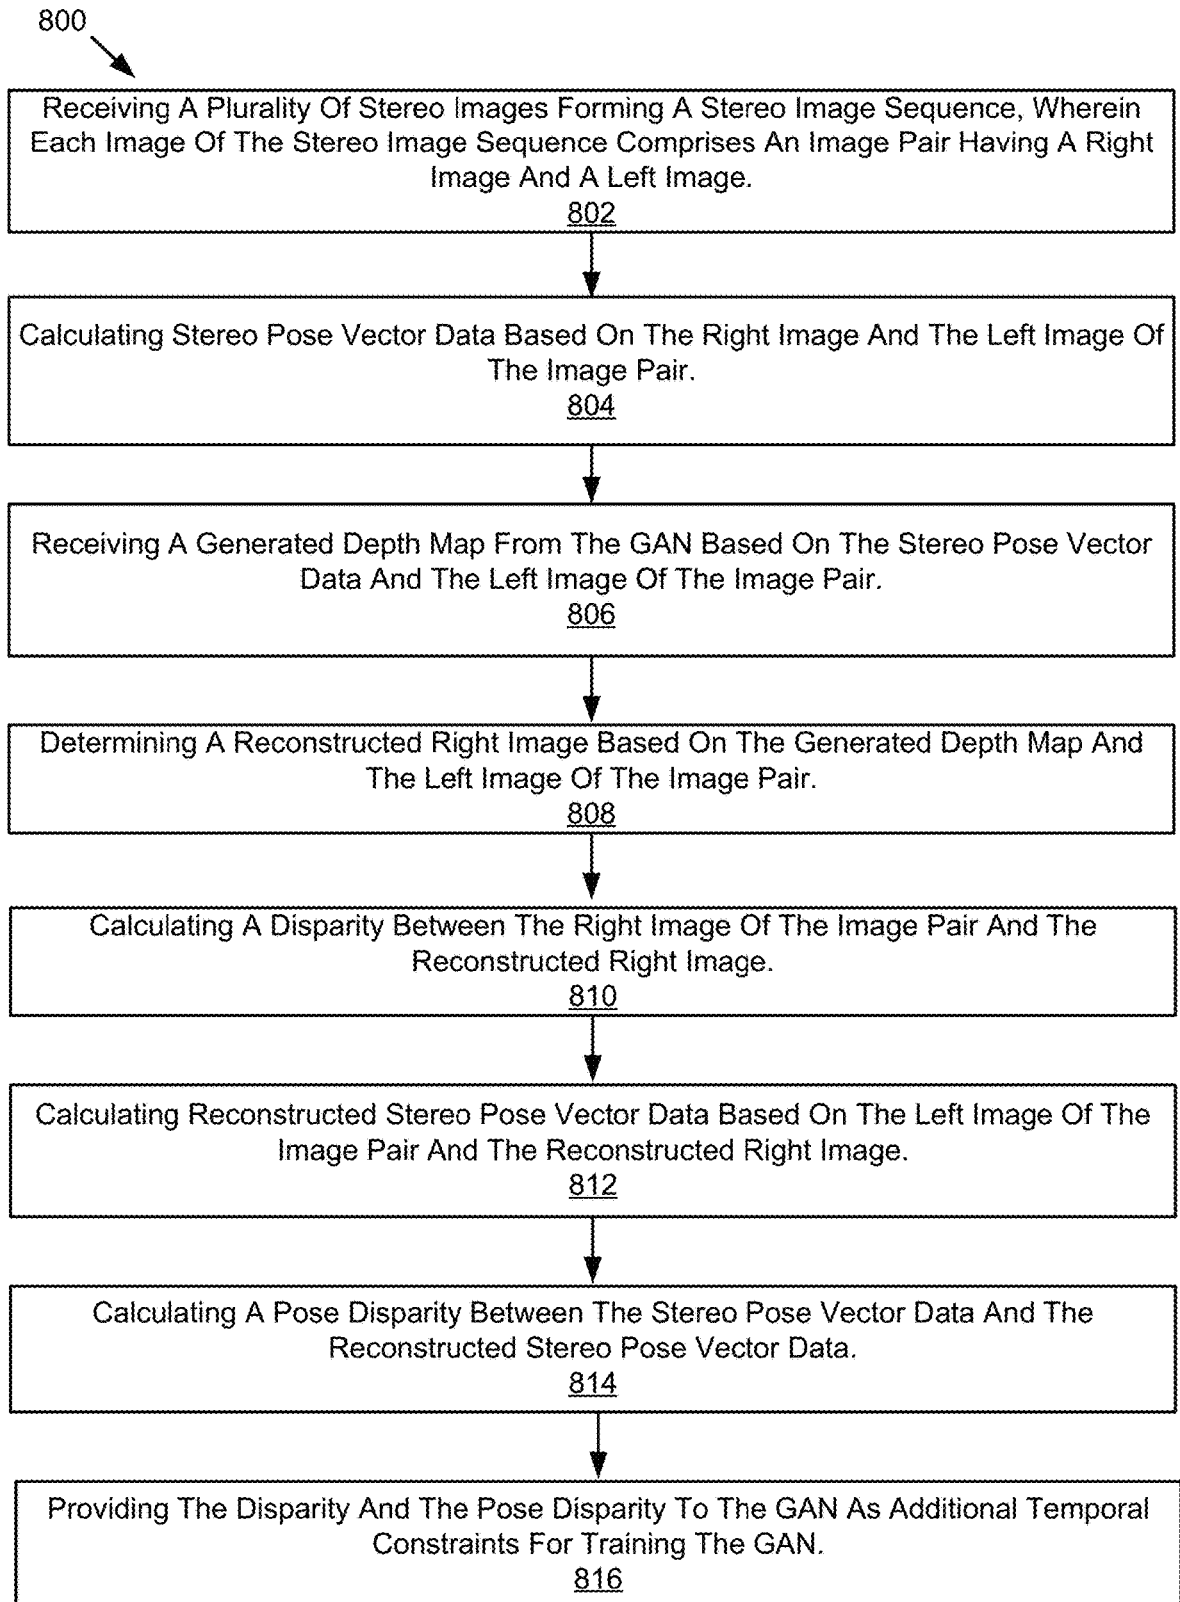 800
Receiving A Plurality Of Stereo Images Forming A Stereo Image Sequence, Wherein
Each Image Of The Stereo Image Sequence Comprises An Image Pair Having A Right
Image And A Left Image.
802
Calculating Stereo Pose Vector Data Based On The Right Image And The Left Image Of
The Image Pair.
804
Receiving A Generated Depth Map From The GAN Based On The Stereo Pose Vector
Data And The Left Image Of The Image Pair.
806
Determining A Reconstructed Right Image Based On The Generated Depth Map And
The Left Image Of The Image Pair.
808
Calculating A Disparity Between The Right Image Of The Image Pair And The
Reconstructed Right Image.
810
Calculating Reconstructed Stereo Pose Vector Data Based On The Left Image Of The
Image Pair And The Reconstructed Right Image.
812
Calculating A Pose Disparity Between The Stereo Pose Vector Data And The
Reconstructed Stereo Pose Vector Data.
814
Providing The Disparity And The Pose Disparity To The GAN As Additional Temporal
Constraints For Training The GAN.
816